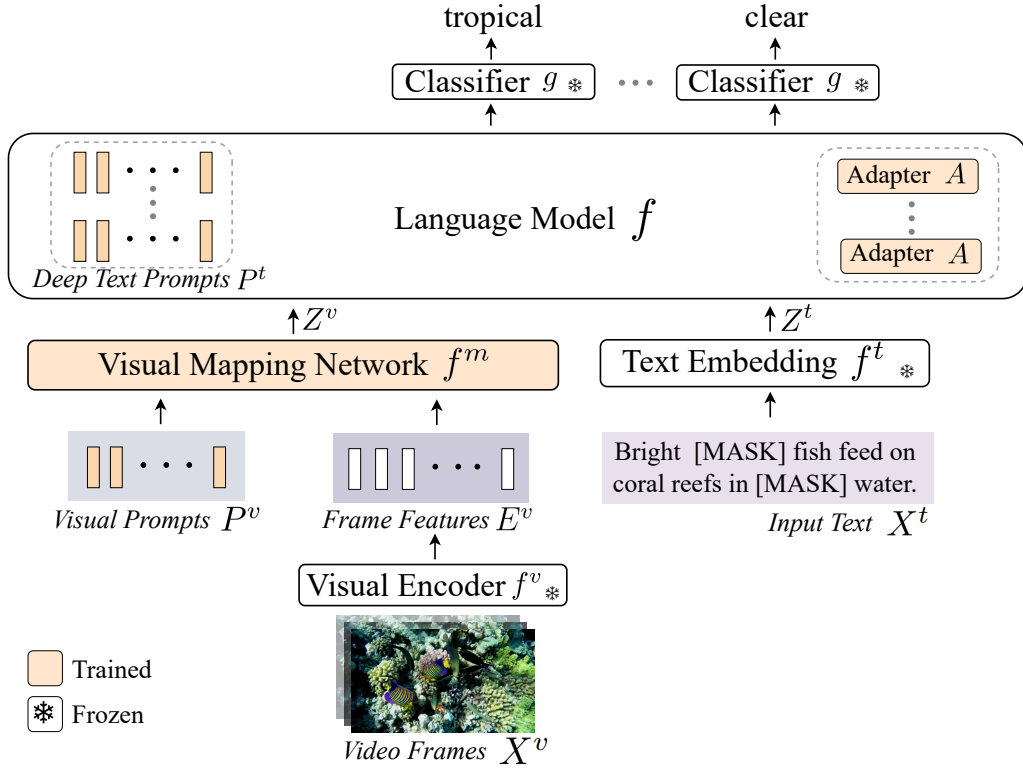 tropical
clear
Classifier g
Classifier g
Adapter A
Language Model f
Adapter A
Deep Text Prompts P^t
Z^v
Z^t
Visual Mapping Network f^m
Text Embedding f^t
Bright [MASK] fish feed on
coral reefs in [MASK] water.
Visual Prompts P^v
Frame Features E^v
Input Text X^t
Visual Encoder f^v
Trained
Frozen
Video Frames X^v